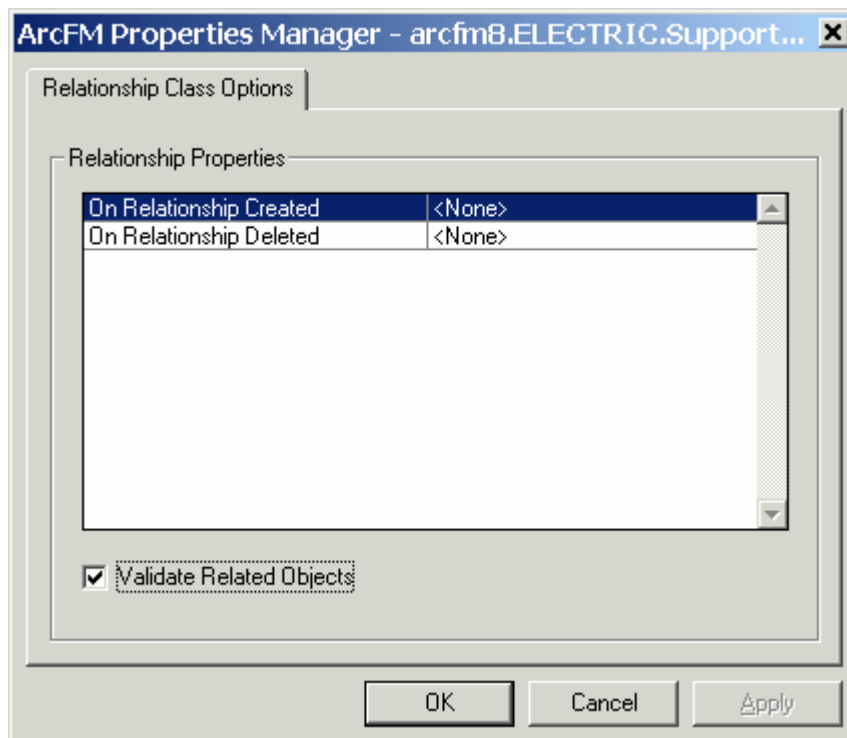 ArcFM Properties Manager - arcfm8.ELECTRIC.Support...
Relationship Class Options
Relationship Properties
On Relationship Created <None>
On Relationship Deleted <None>
Validate Related Objects
OK Cancel Apply